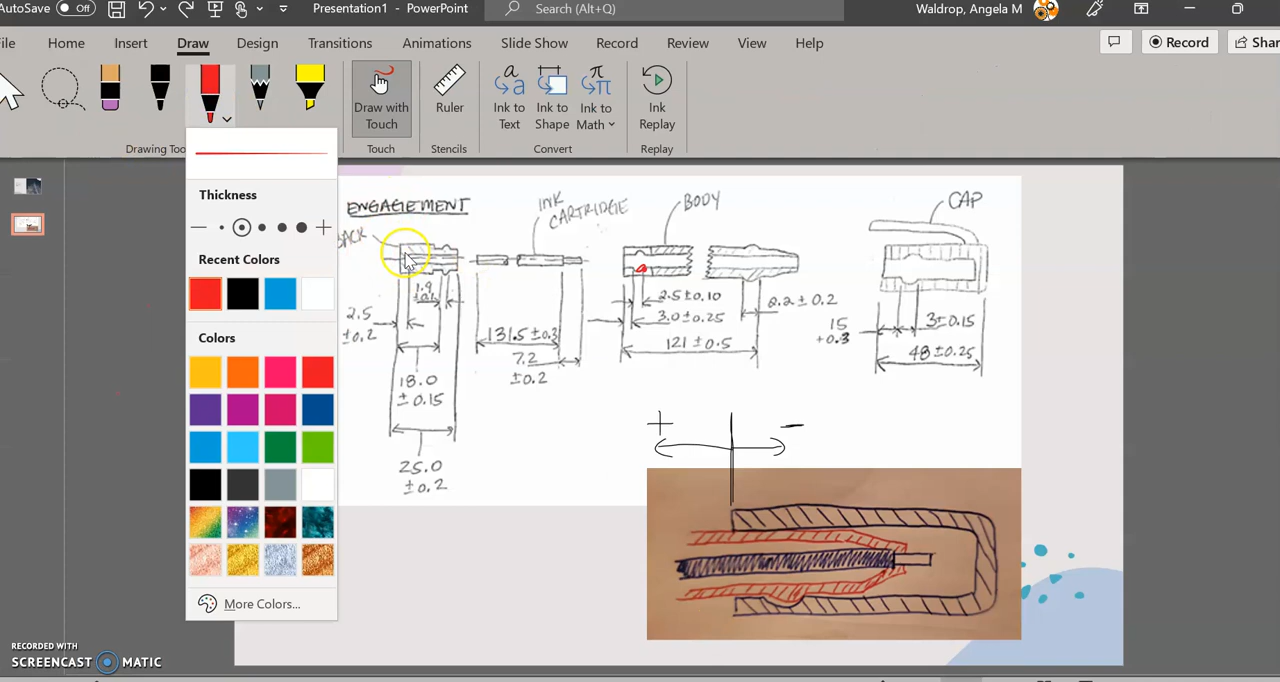 AutoSave Off Presentation1 - PowerPoint Search (Alt+Q) Waldrop, Angela M
File Home Insert Draw Design Transitions Animations Slide Show Record Review View Help Record Shar
Draw with Touch
Ruler
Ink to Text
Ink to Shape
Ink to Math
Ink Replay
Drawing Too
Touch
Stencils
Convert
Replay
Thickness
Recent Colors
Colors
More Colors...
ENGAGEMENT
BACK
INK CARTRIDGE
BODY
CAP
1.9
±0.1
2.5
±0.2
18.0
± 0.15
25.0
± 0.2
131.5 ±0.3
7.2
±0.2
2.5 ± 0.10
3.0 ± 0.25
121 ± 0.5
2.2 ± 0.2
15
+0.3
3±0.15
48 ± 0.25
+ -
RECORDED WITH
SCREENCAST MATIC